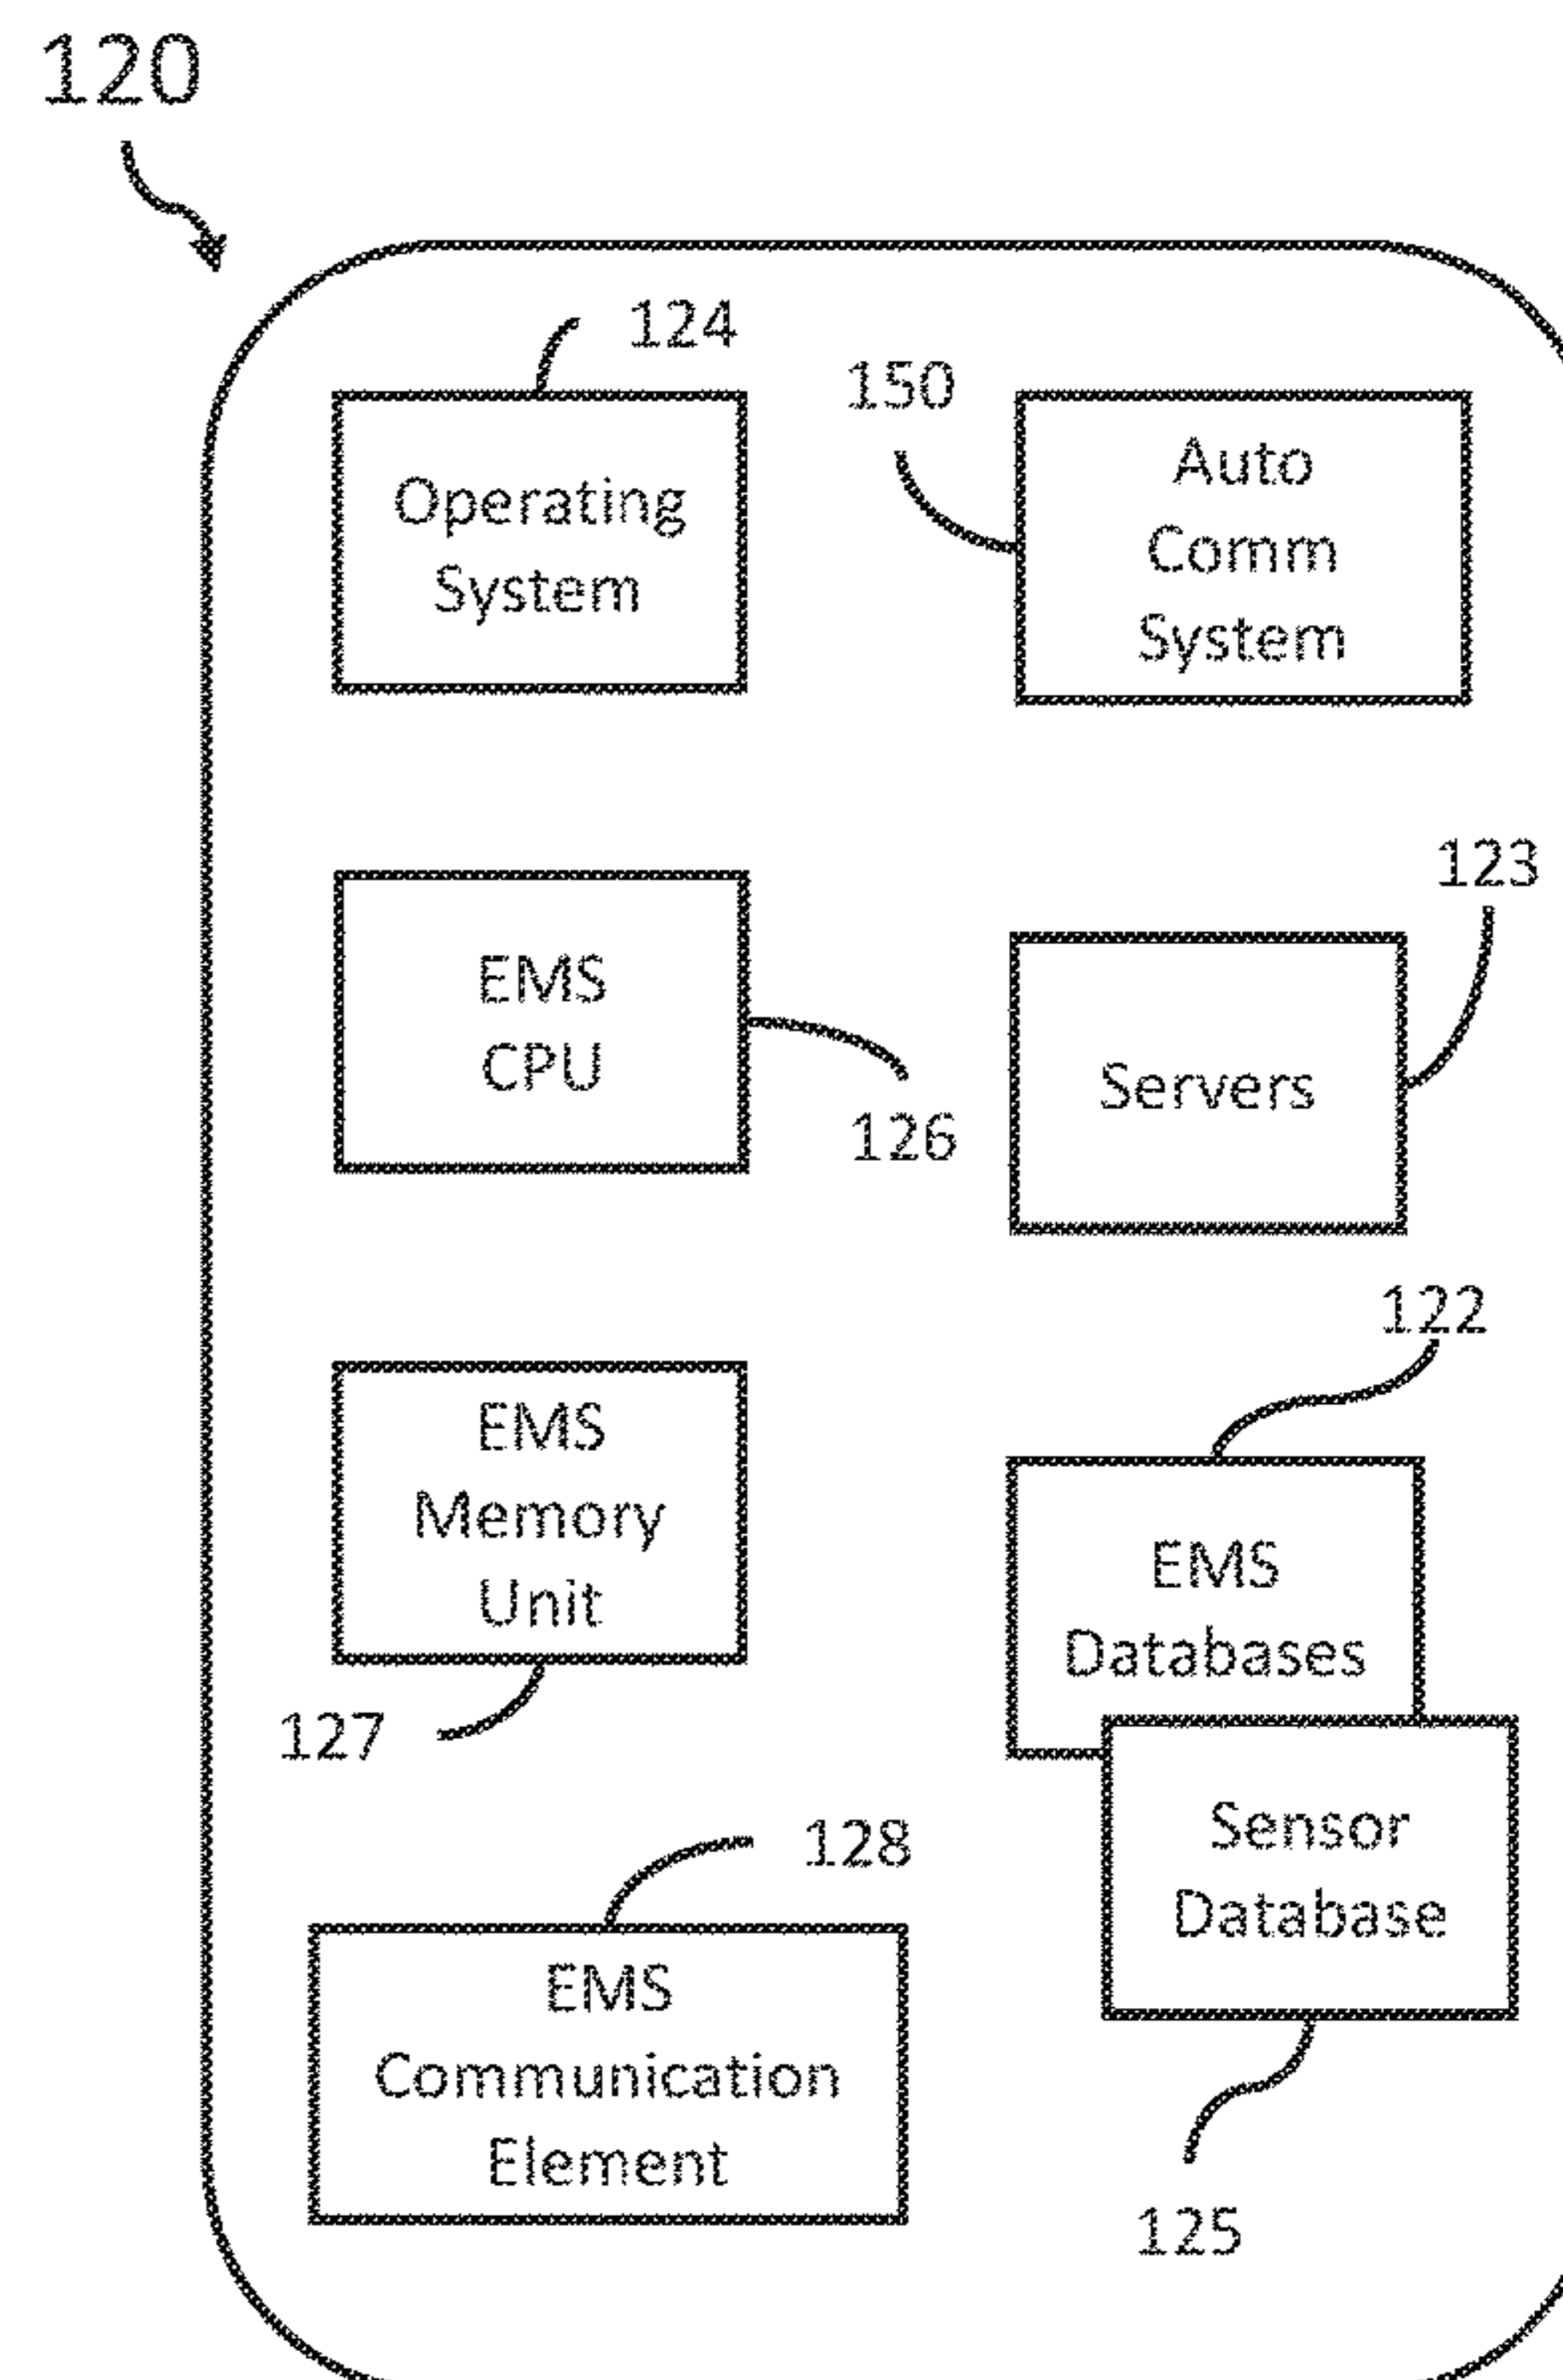 120
124
Operating
System
150
Auto
Comm
System
EMS
CPU
126
123
Servers
EMS
Memory
Unit
127
122
EMS
Databases
Sensor
Database
125
128
EMS
Communication
Element